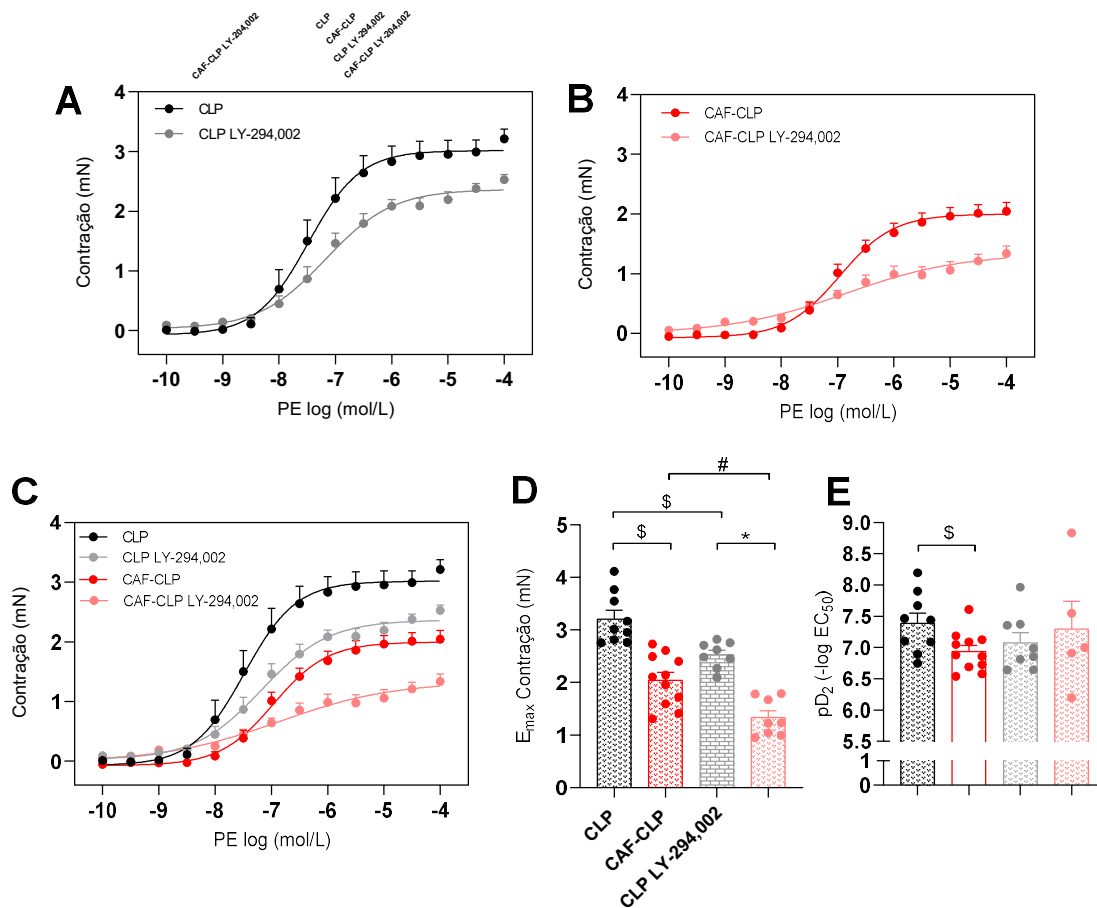 CAF-CLP LY-204,002
CLP
CAF-CLP
CLP LY-294,002
CAF-CLP LY-204,002
A
4
3
2
1
0
Contração (mN)
CLP
CLP LY-294,002
-10 -9 -8 -7 -6 -5 -4
PE log (mol/L)
B
4
3
2
1
0
Contração (mN)
CAF-CLP
CAF-CLP LY-294,002
-10 -9 -8 -7 -6 -5 -4
PE log (mol/L)
C
4
3
2
1
0
Contração (mN)
CLP
CLP LY-294,002
CAF-CLP
CAF-CLP LY-294,002
-10 -9 -8 -7 -6 -5 -4
PE log (mol/L)
D
#
$
$ *
5
4
3
2
1
0
Emax Contração (mN)
CLP
CAF-CLP
CLP LY-294,002
E
$
9.0
8.5
8.0
7.5
7.0
6.5
6.0
5.5
1
0
pD2 (-log EC50)